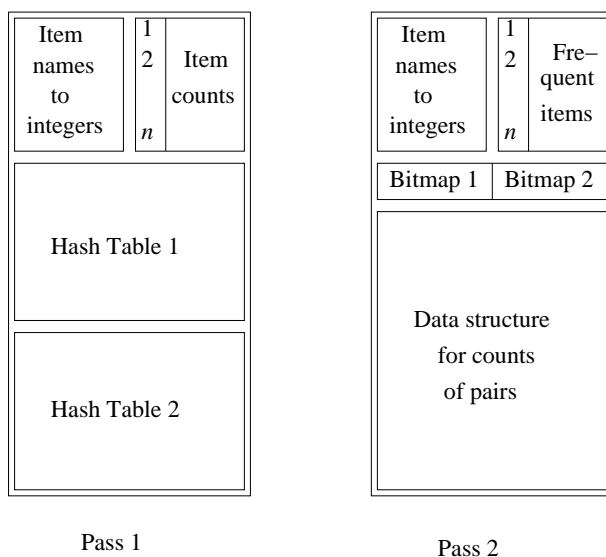 Item
names
to
integers
1
2
n
Item
counts
Hash Table 1
Hash Table 2
Pass 1
Item
names
to
integers
1
2
n
Fre–
quent
items
Bitmap 1
Bitmap 2
Data structure
for counts
of pairs
Pass 2